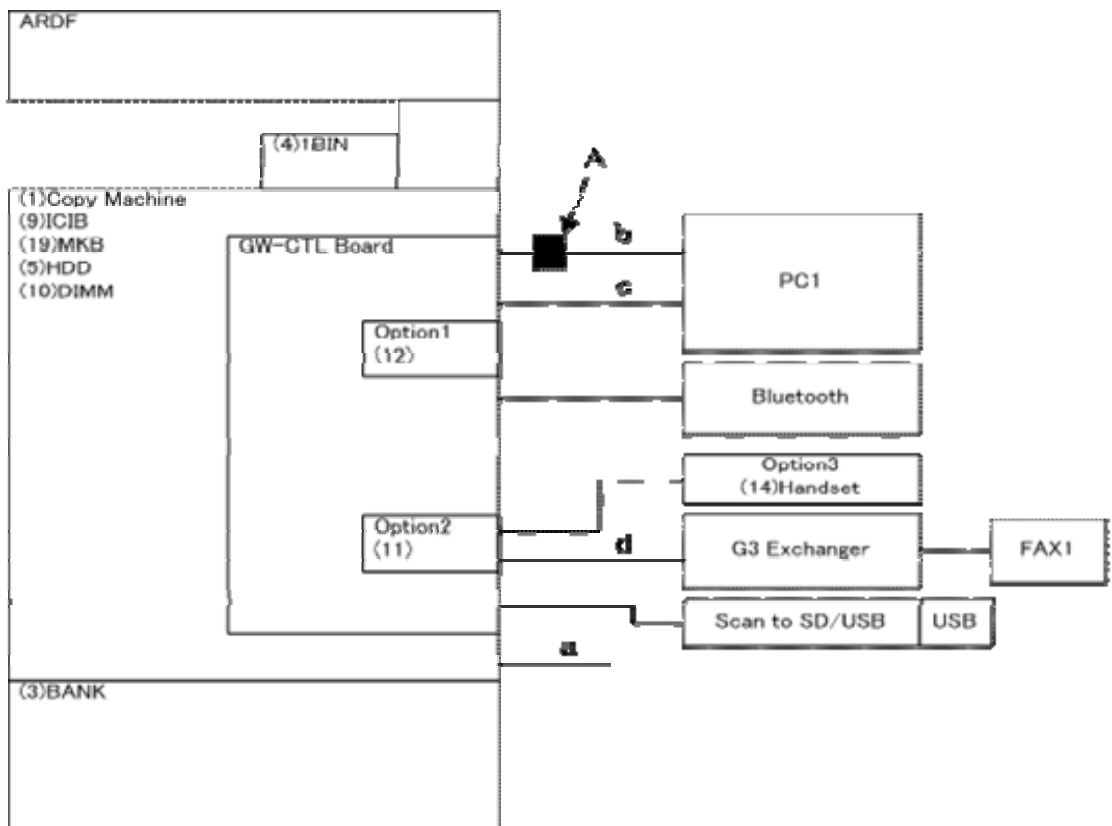 ARDF
(4)1BIN
A
(1)Copy Machine
(9)ICIB
(19)MKB
(5)HDD
(10)DIMM
GW-CTL Board
b
c
PC1
Option1
(12)
Bluetooth
Option3
(14)Handset
Option2
(11)
d
G3 Exchanger
FAX1
Scan to SD/USB
USB
a
(3)BANK